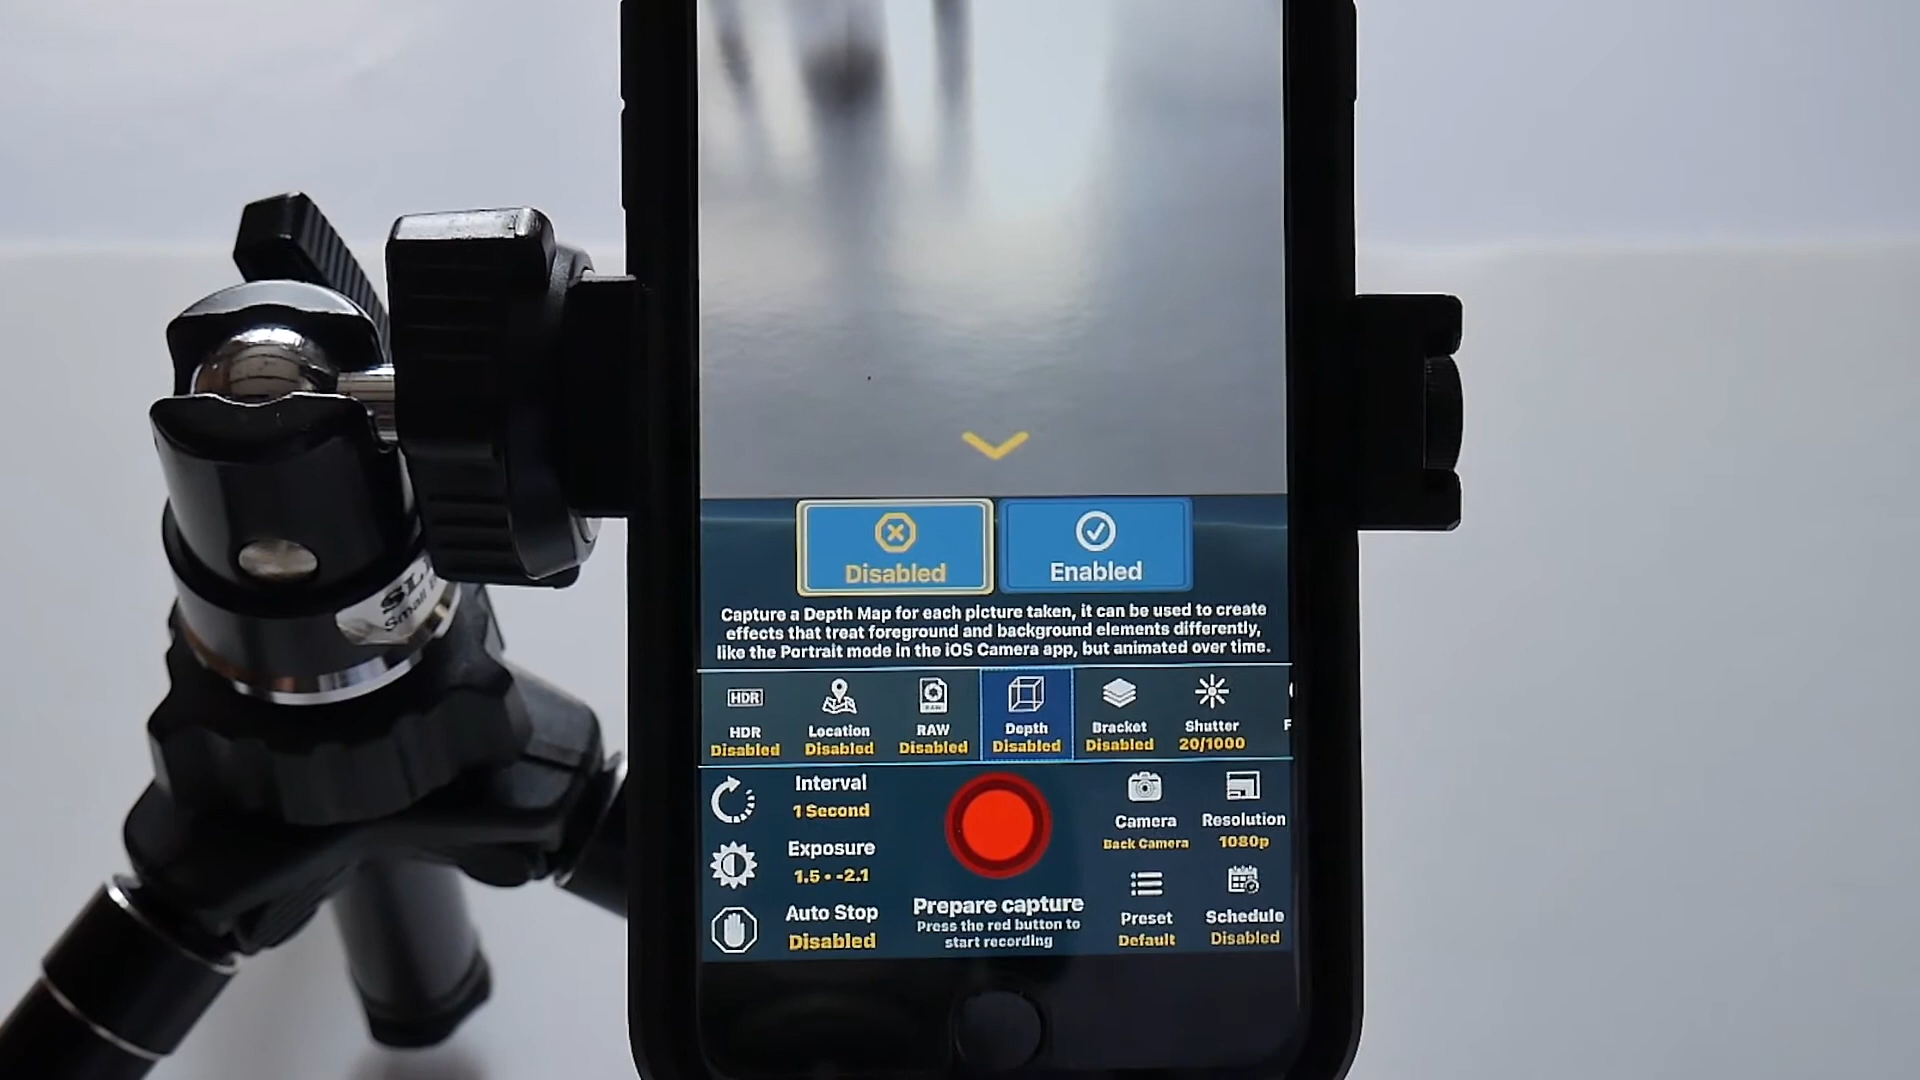 Disabled
Enabled
Capture a Depth Map for each picture taken, it can be used to create
effects that treat foreground and background elements differently,
like the Portrait mode in the iOS Camera app, but animated over time.
HDR
HDR
Disabled
Location
Disabled
RAW
RAW
Disabled
Depth
Disabled
Bracket
Disabled
Shutter
20/1000
Interval
1 Second
Exposure
1.5 • -2.1
Auto Stop
Disabled
Prepare capture
Press the red button to
start recording
Camera
Back Camera
Resolution
1080p
Preset
Default
Schedule
Disabled
Small